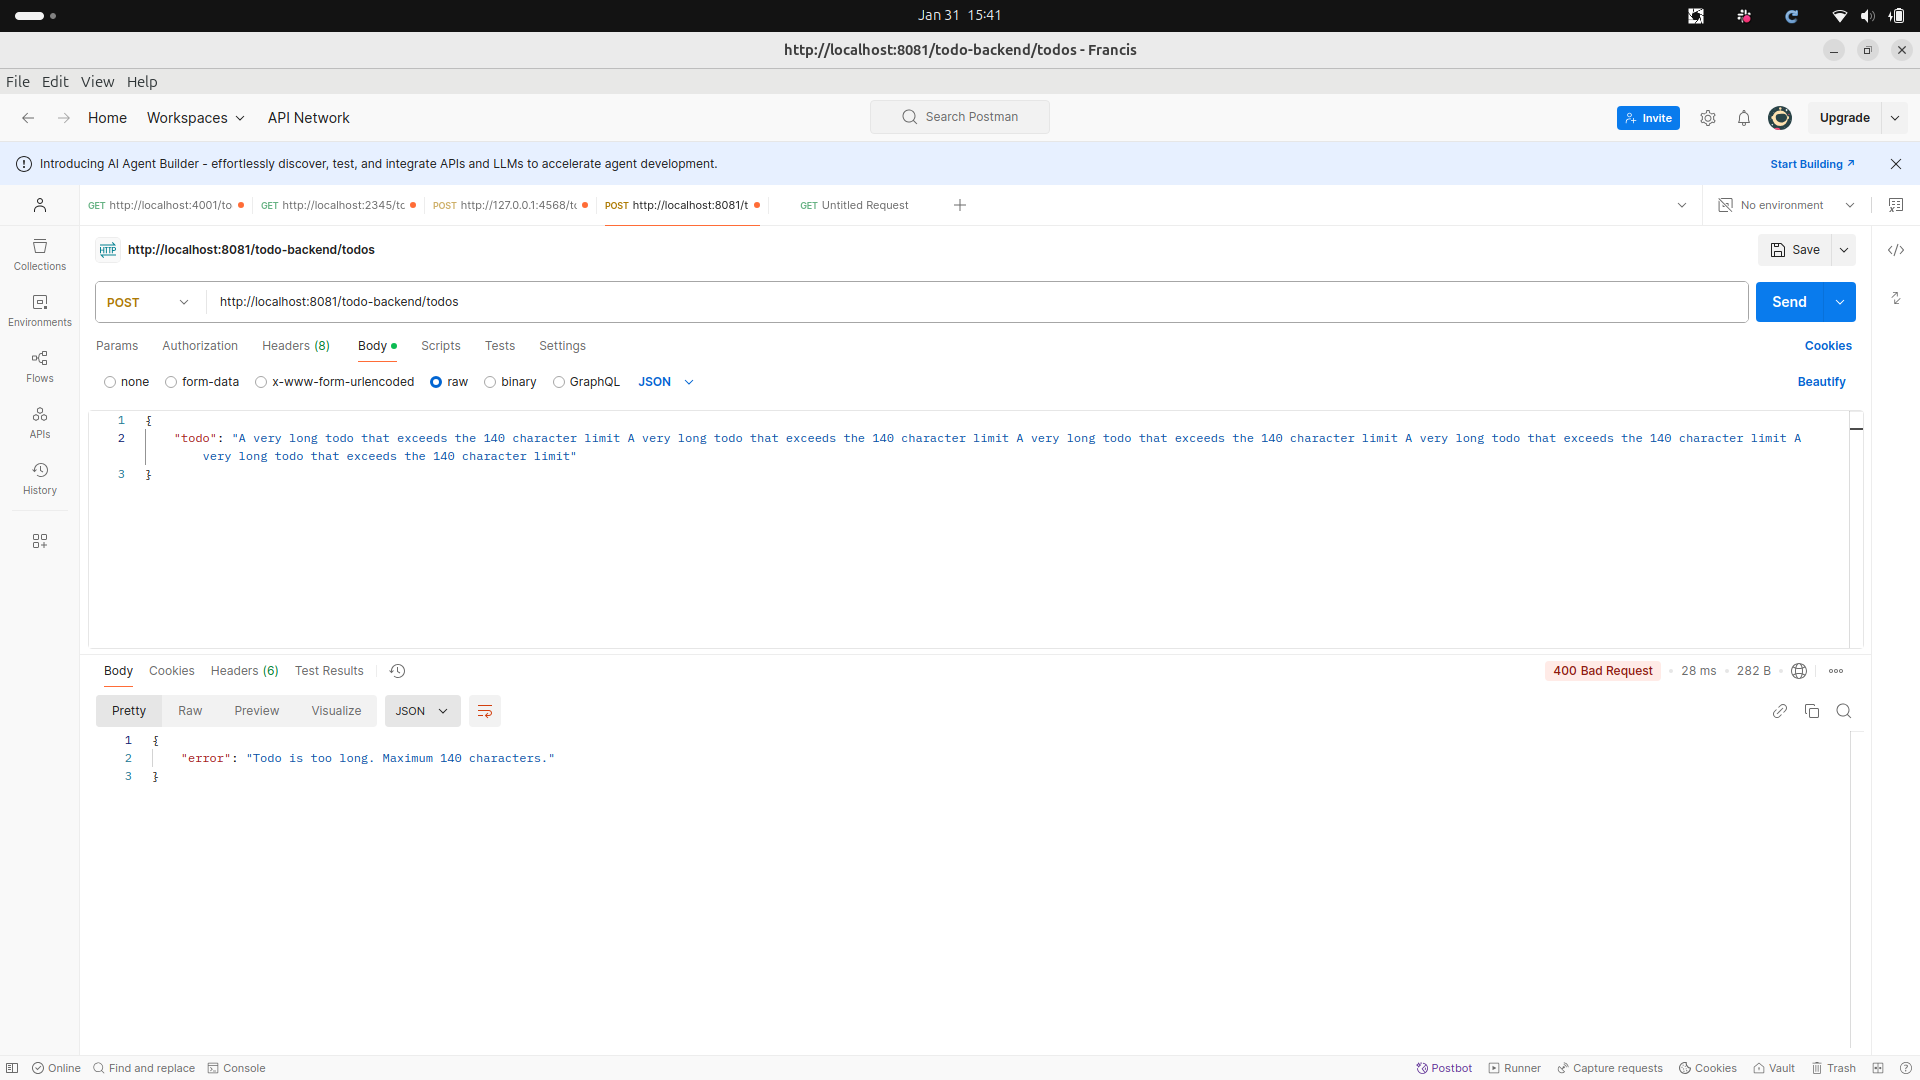 Jan 31 15:41
http://localhost:8081/todo-backend/todos - Francis
File Edit View Help
Home Workspaces API Network Search Postman Invite Upgrade
Introducing AI Agent Builder - effortlessly discover, test, and integrate APIs and LLMs to accelerate agent development. Start Building
GET http://localhost:4001/to GET http://localhost:2345/tc POST http://127.0.0.1:4568/tc POST http://localhost:8081/t GET Untitled Request No environment
HTTP http://localhost:8081/todo-backend/todos Save
Collections
POST http://localhost:8081/todo-backend/todos Send
Environments
Params Authorization Headers (8) Body Scripts Tests Settings Cookies
Flows
none form-data x-www-form-urlencoded raw binary GraphQL JSON Beautify
APIs
History
1 {
2 "todo": "A very long todo that exceeds the 140 character limit A very long todo that exceeds the 140 character limit A very long todo that exceeds the 140 character limit A very long todo that exceeds the 140 character limit A
very long todo that exceeds the 140 character limit"
3 }
Body Cookies Headers (6) Test Results 400 Bad Request 28 ms 282 B
Pretty Raw Preview Visualize JSON
1 {
2 "error": "Todo is too long. Maximum 140 characters."
3 }
Online Find and replace Console Postbot Runner Capture requests Cookies Vault Trash